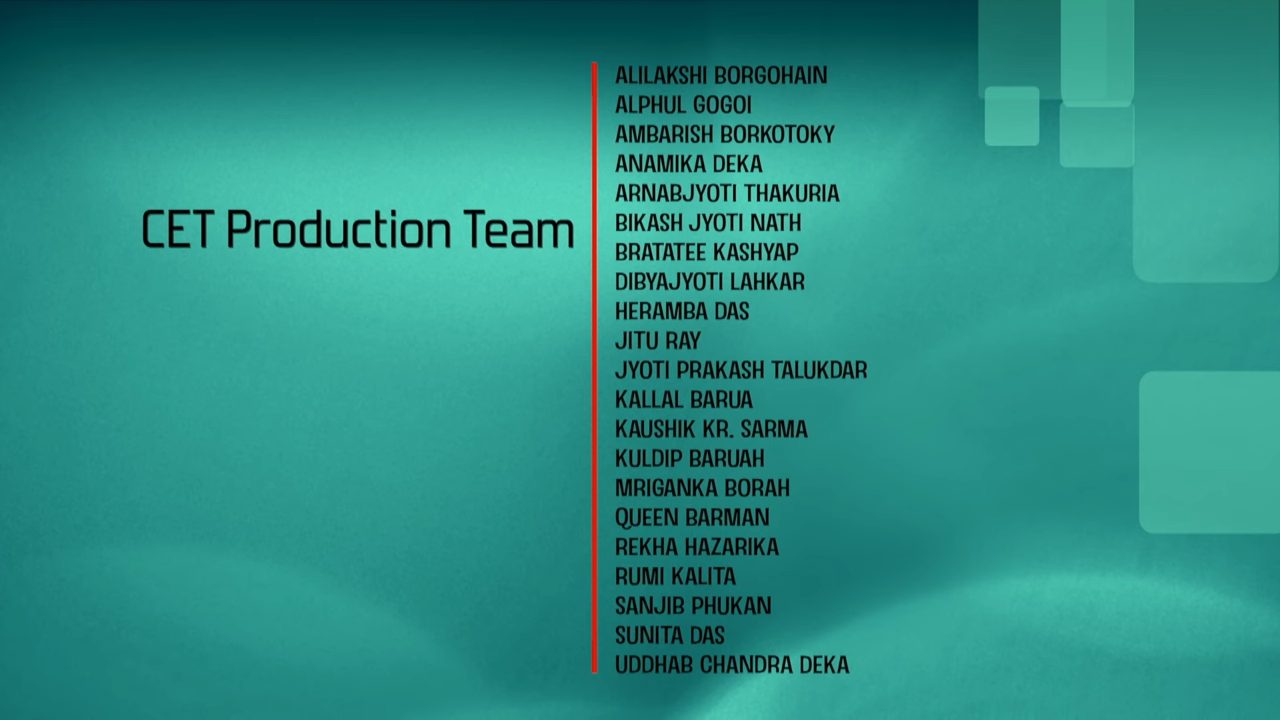 CET Production Team
ALILAKSHI BORGOHAIN
ALPHUL GOGOI
AMBARISH BORKOTOKY
ANAMIKA DEKA
ARNABJYOTI THAKURIA
BIKASH JYOTI NATH
BRATATEE KASHYAP
DIBYAJYOTI LAHKAR
HERAMBA DAS
JITU RAY
JYOTI PRAKASH TALUKDAR
KALLAL BARUA
KAUSHIK KR. SARMA
KULDIP BARUAH
MRIGANKA BORAH
QUEEN BARMAN
REKHA HAZARIKA
RUMI KALITA
SANJIB PHUKAN
SUNITA DAS
UDDHAB CHANDRA DEKA